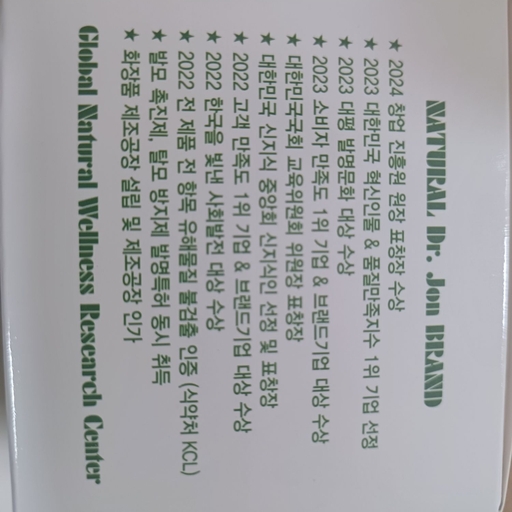 NATURAL Dr. Jon BRAND
★ 2024 창업 진흥원 원장 표창장 수상
★ 2023 대한민국 혁신인물 & 품질만족지수 1위 기업 선정
★ 2023 대평 발명문화 대상 수상
★ 2023 소비자 만족도 1위 기업 & 브랜드기업 대상 수상
★ 대한민국국회 교육위원회 위원장 표창장
★ 대한민국 신지식 중앙회 신지식인 선정 및 표창장
★ 2022 고객 만족도 1위 기업 & 브랜드기업 대상 수상
★ 2022 한국을 빛낸 사회발전 대상 수상
★ 2022 전 제품 전 항목 유해물질 불검출 인증 (식약처 KCL)
★ 발모 촉진제, 탈모 방지제 발명특허 동시 취득
★ 화장품 제조공장 설립 및 제조공장 인가
Global Natural Wellness Research Center